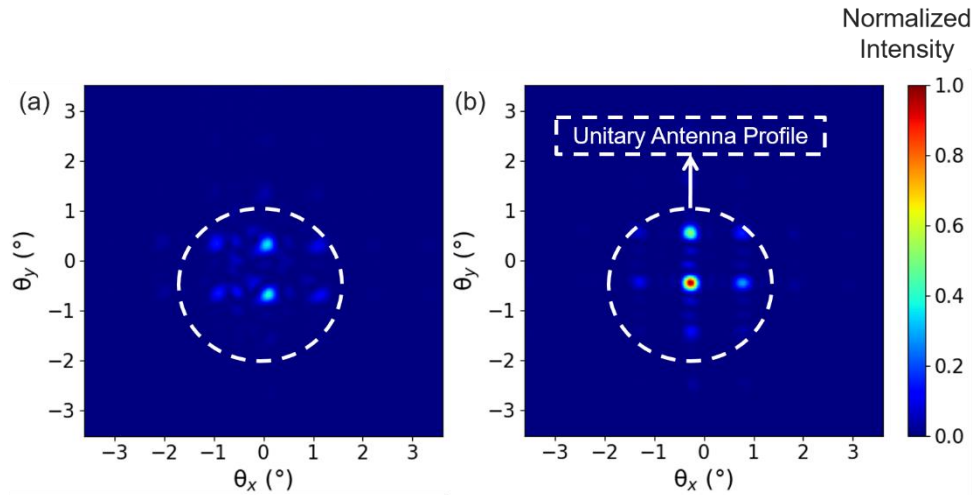 Normalized
Intensity
(a)
(b)
Unitary Antenna Profile
3
2
1
0
−1
−2
−3
θy (°)
−3 −2 −1 0 1 2 3
θx (°)
3
2
1
0
−1
−2
−3
θy (°)
−3 −2 −1 0 1 2 3
θx (°)
1.0
0.8
0.6
0.4
0.2
0.0